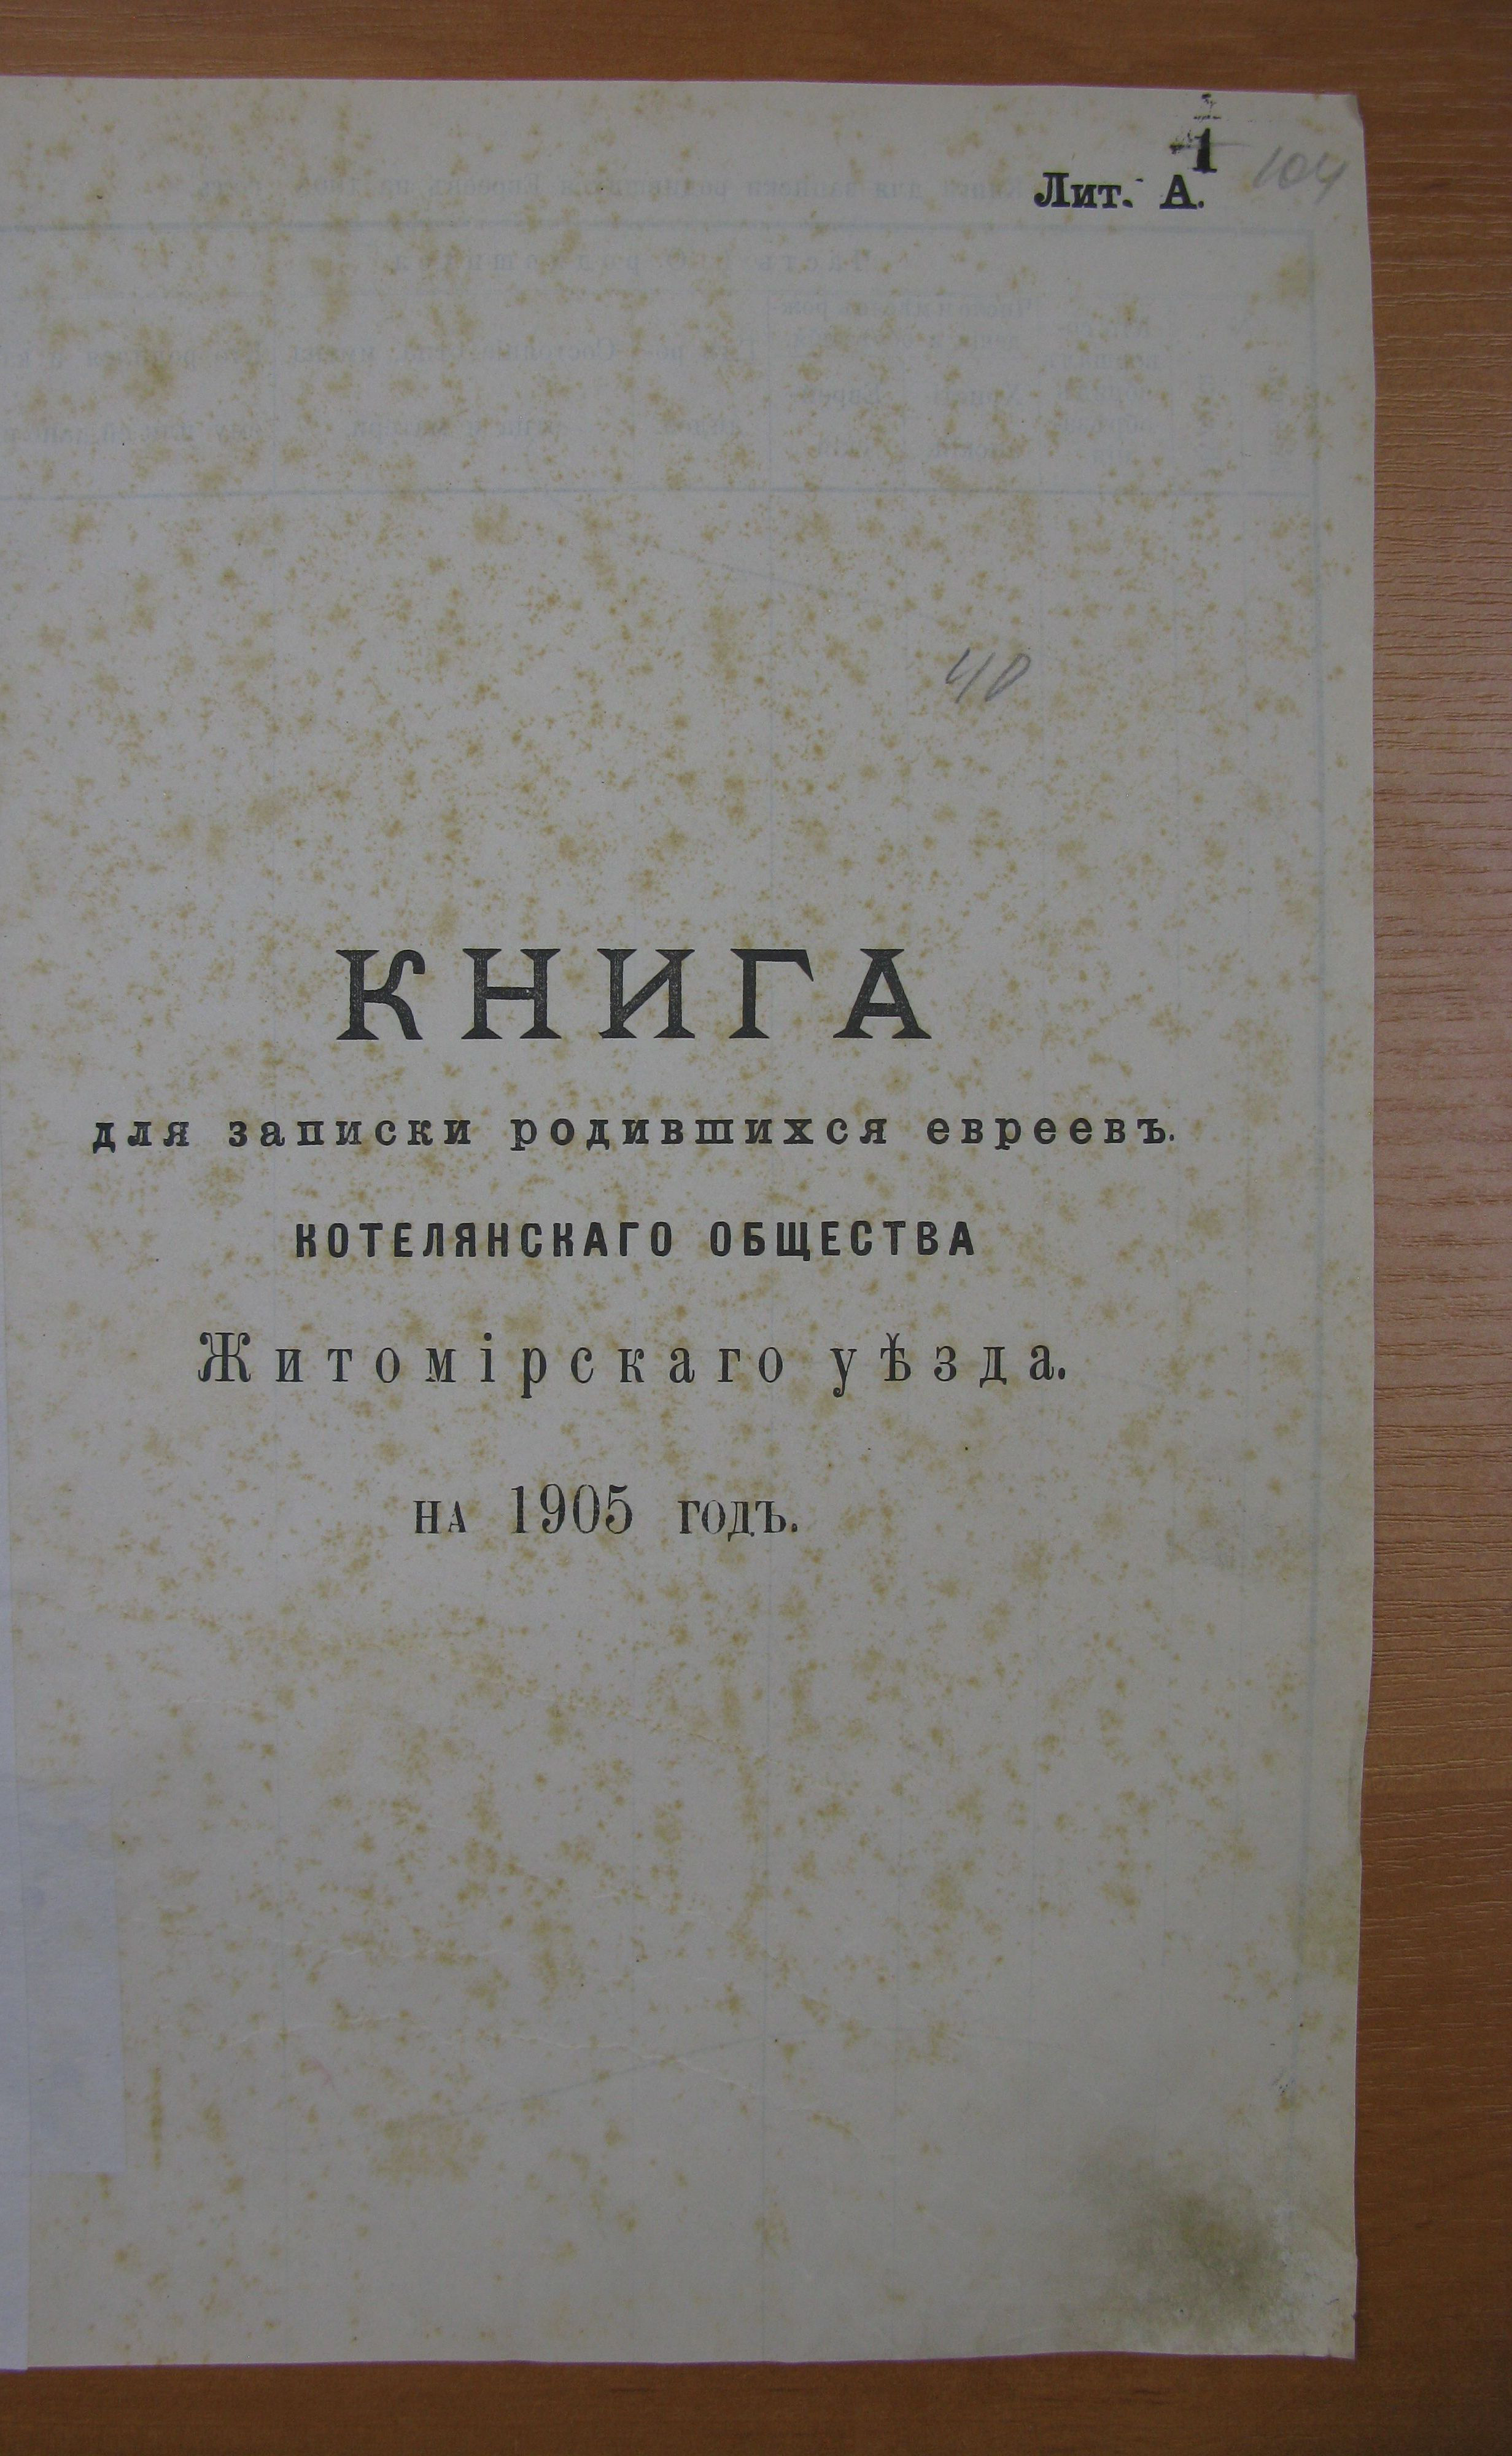 1
104
Лит. А.
40
КНИГА
для записки родившихся евреевъ.
КОТЕЛЯНСКАГО ОБЩЕСТВА
Житомірскаго уѣзда.
НА 1905 ГОДЪ.